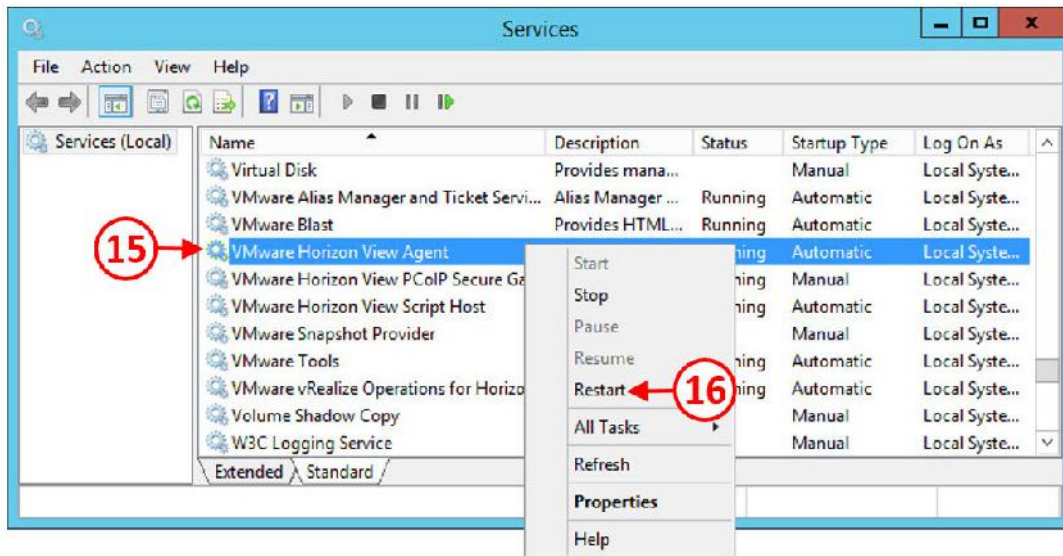 Services
File Action View Help
Services (Local)
Name Description Status Startup Type Log On As
Virtual Disk Provides mana... Manual Local Syste...
VMware Alias Manager and Ticket Servi... Alias Manager ... Running Automatic Local Syste...
VMware Blast Provides HTML... Running Automatic Local Syste...
15 VMware Horizon View Agent ning Automatic Local Syste...
VMware Horizon View PCoIP Secure Ga ning Manual Local Syste...
VMware Horizon View Script Host ning Automatic Local Syste...
VMware Snapshot Provider Manual Local Syste...
VMware Tools ning Automatic Local Syste...
VMware vRealize Operations for Horizo ning Automatic Local Syste...
Volume Shadow Copy Manual Local Syste...
W3C Logging Service Manual Local Syste...
Start
Stop
Pause
Resume
Restart 16
All Tasks
Refresh
Properties
Help
Extended Standard